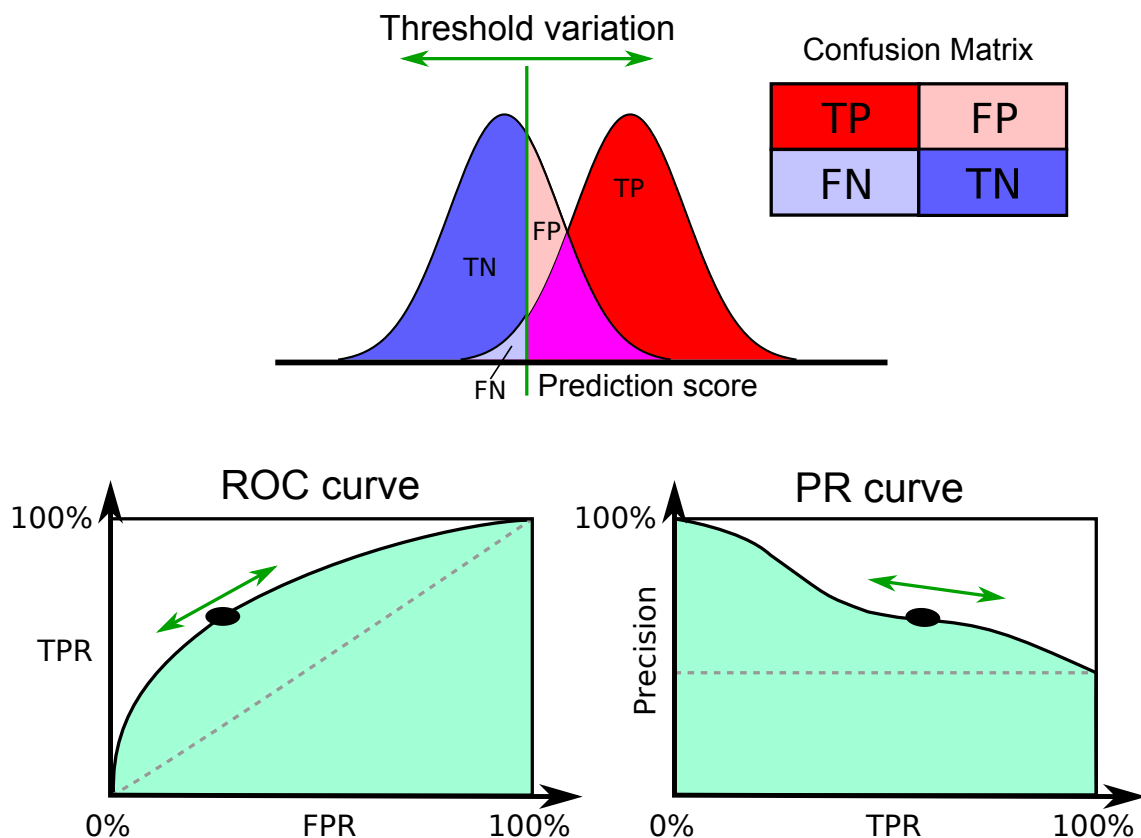 Threshold variation
Confusion Matrix
TP FP
FN TN
TP
FP
TN
FN
Prediction score
ROC curve
100%
TPR
0% FPR 100%
PR curve
100%
Precision
0% TPR 100%